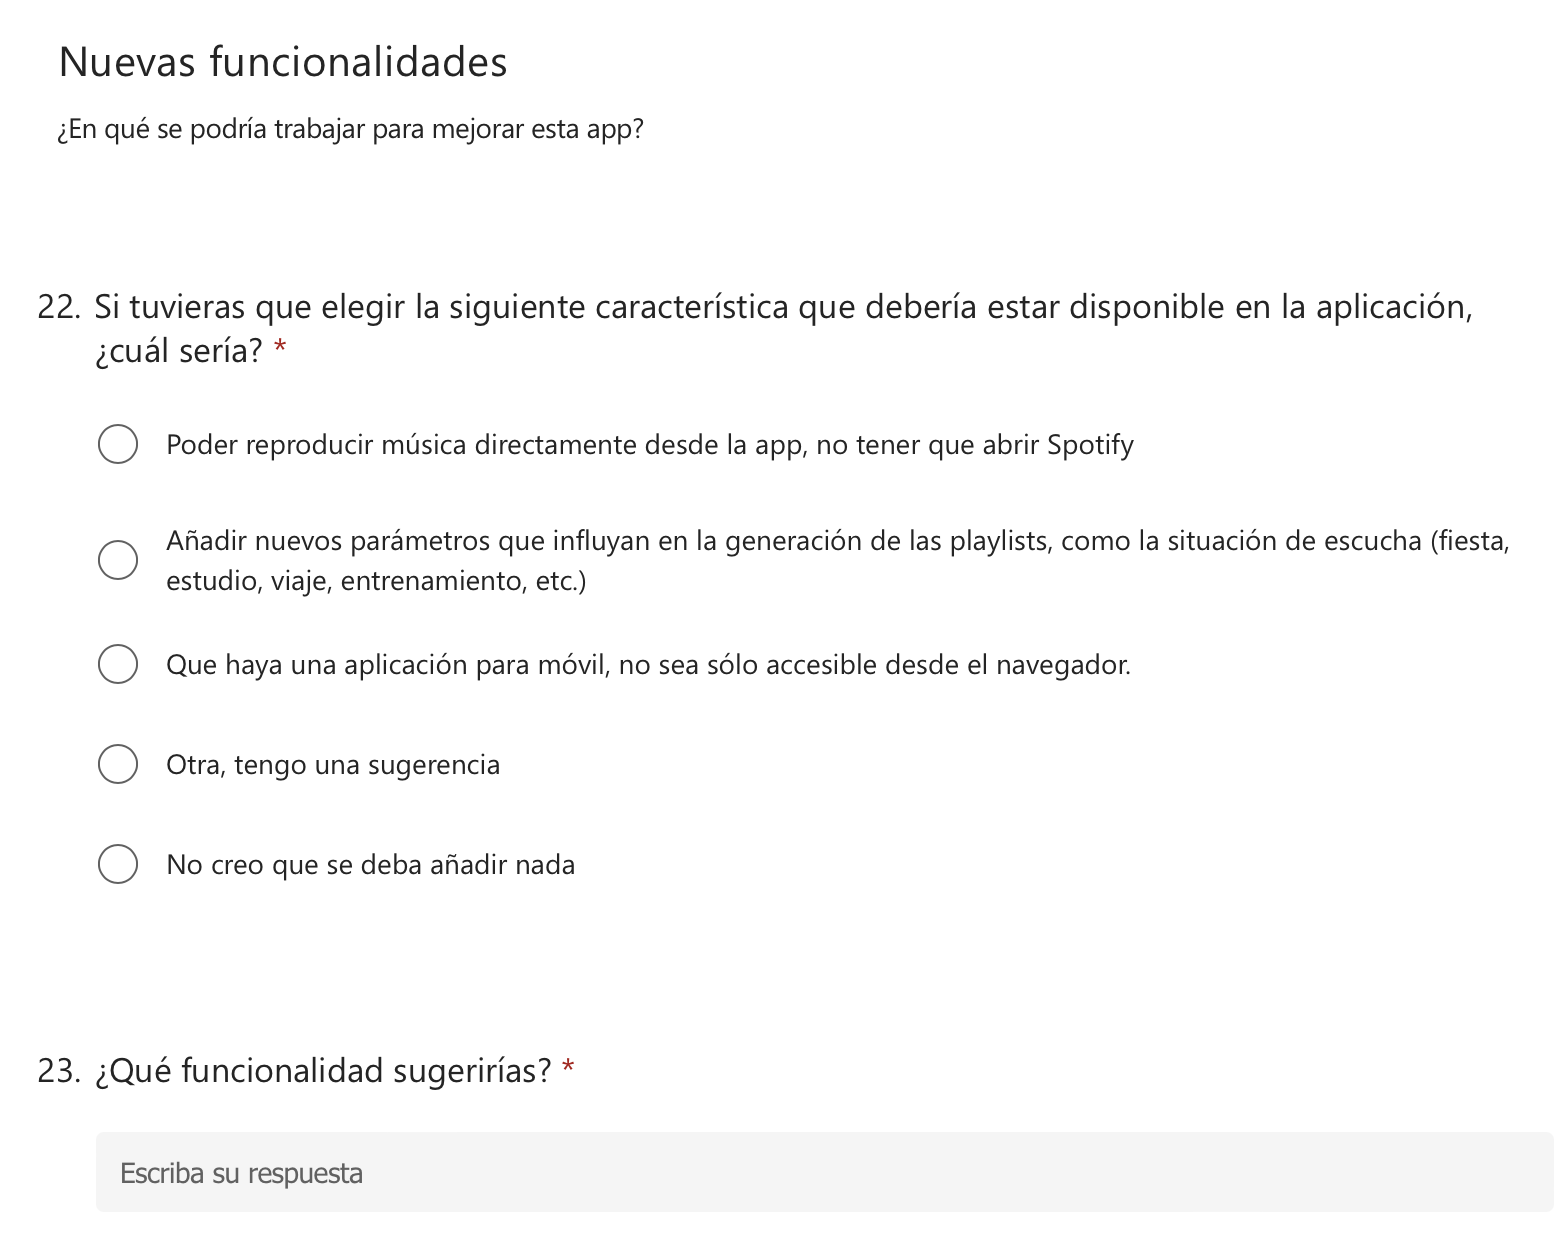 Nuevas funcionalidades
¿En qué se podría trabajar para mejorar esta app?
22. Si tuvieras que elegir la siguiente característica que debería estar disponible en la aplicación,
¿cuál sería? *
Poder reproducir música directamente desde la app, no tener que abrir Spotify
Añadir nuevos parámetros que influyan en la generación de las playlists, como la situación de escucha (fiesta,
estudio, viaje, entrenamiento, etc.)
Que haya una aplicación para móvil, no sea sólo accesible desde el navegador.
Otra, tengo una sugerencia
No creo que se deba añadir nada
23. ¿Qué funcionalidad sugerirías? *
Escriba su respuesta